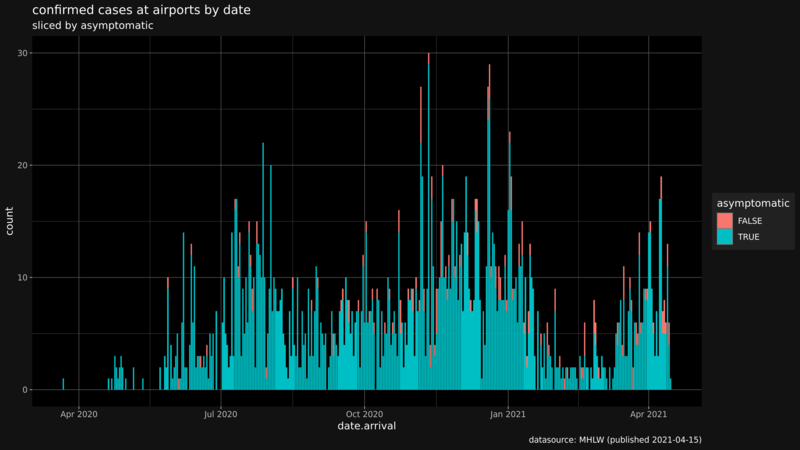 confirmed cases at airports by date
sliced by asymptomatic
30
20
10
0
count
Apr 2020
Jul 2020
Oct 2020
Jan 2021
Apr 2021
date.arrival
asymptomatic
FALSE
TRUE
datasource: MHLW (published 2021-04-15)